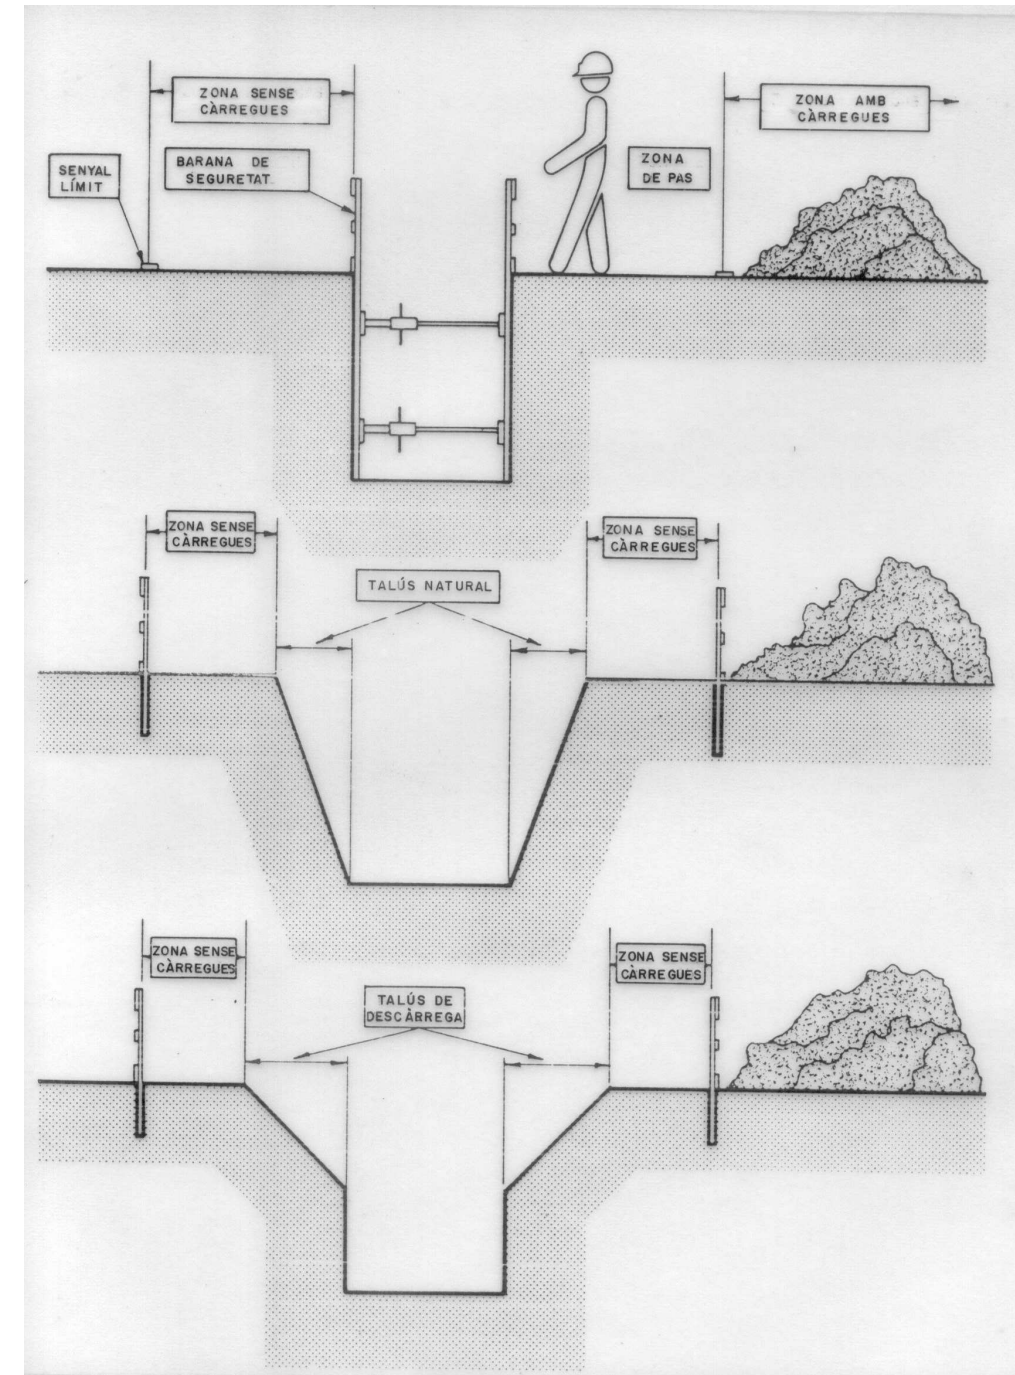 ZONA SENSE
CÀRREGUES
ZONA AMB
CÀRREGUES
BARANA DE
SEGURETAT
ZONA
DE PAS
SENYAL
LÍMIT
ZONA SENSE
CÀRREGUES
ZONA SENSE
CÀRREGUES
TALÚS NATURAL
ZONA SENSE
CÀRREGUES
ZONA SENSE
CÀRREGUES
TALÚS DE
DESCÀRREGA